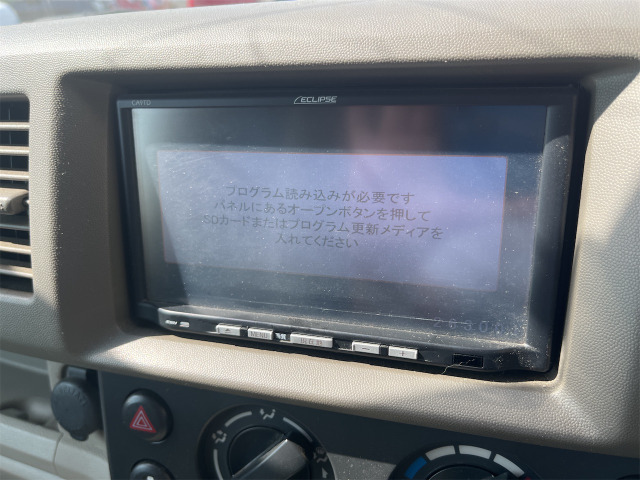 ECLIPSE
プログラム読み込みが必要です
パネルにあるオープンボタンを押して
SDカードまたはプログラム更新メディアを
入れてください
MENU